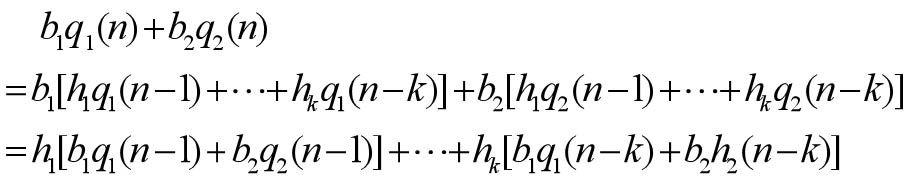 b₁q₁(n)+b₂q₂(n)
=b₁[h₁q₁(n−1)+⋯+hₖq₁(n−k)]+b₂[h₁q₂(n−1)+⋯+hₖq₂(n−k)]
=h₁[b₁q₁(n−1)+b₂q₂(n−1)]+⋯+hₖ[b₁q₁(n−k)+b₂h₂(n−k)]